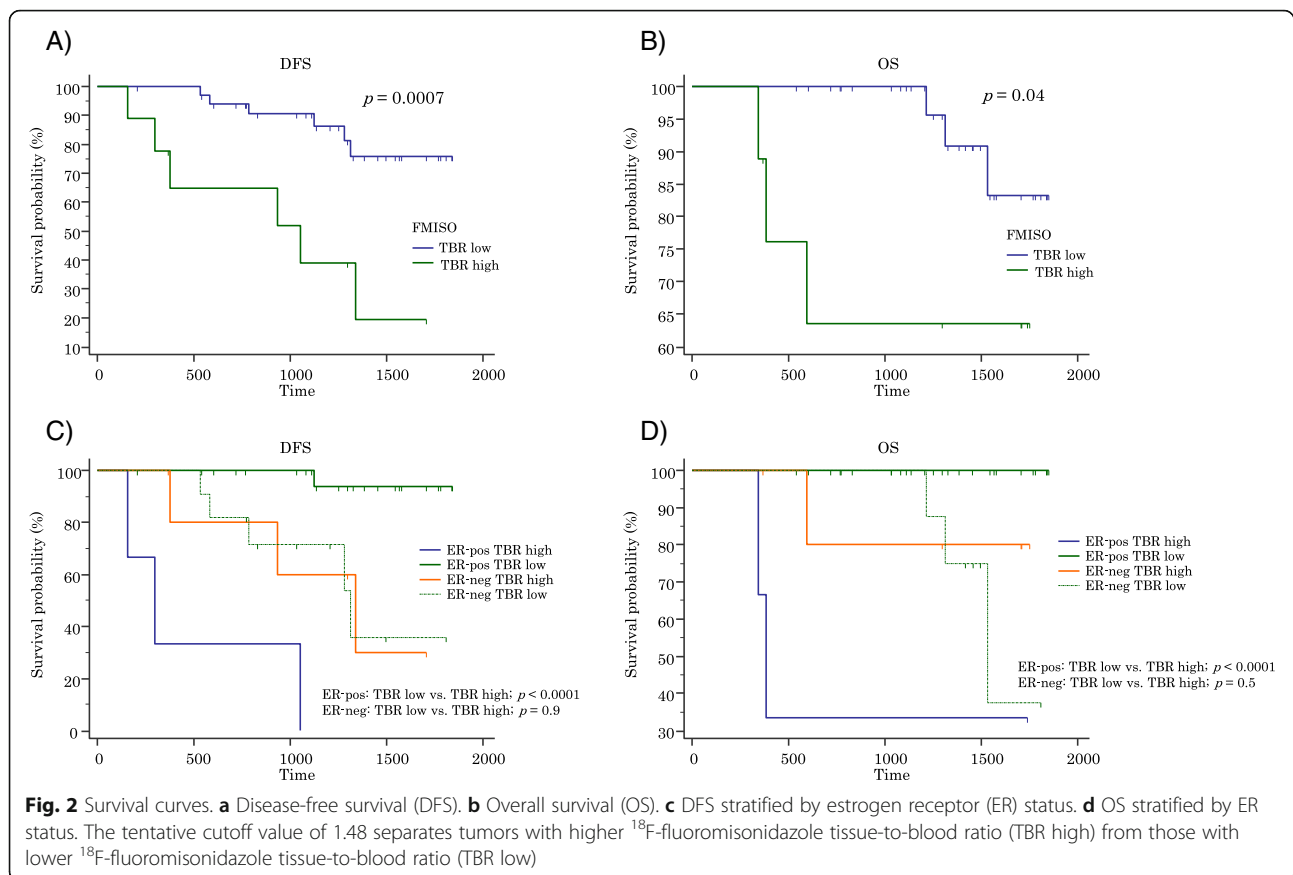 A)
DFS
p = 0.0007
Survival probability (%)
100
90
80
70
60
50
40
30
20
10
FMISO
TBR low
TBR high
0
500
1000
1500
2000
Time
B)
OS
p = 0.04
Survival probability (%)
100
95
90
85
80
75
70
65
60
FMISO
TBR low
TBR high
0
500
1000
1500
2000
Time
C)
DFS
Survival probability (%)
100
80
60
40
20
0
ER-pos TBR high
ER-pos TBR low
ER-neg TBR high
ER-neg TBR low
ER-pos: TBR low vs. TBR high; p < 0.0001
ER-neg: TBR low vs. TBR high; p = 0.9
0
500
1000
1500
2000
Time
D)
OS
Survival probability (%)
100
90
80
70
60
50
40
30
ER-pos TBR high
ER-pos TBR low
ER-neg TBR high
ER-neg TBR low
ER-pos: TBR low vs. TBR high; p < 0.0001
ER-neg: TBR low vs. TBR high; p = 0.5
0
500
1000
1500
2000
Time
Fig. 2 Survival curves. a Disease-free survival (DFS). b Overall survival (OS). c DFS stratified by estrogen receptor (ER) status. d OS stratified by ER
status. The tentative cutoff value of 1.48 separates tumors with higher ¹⁸F-fluoromisonidazole tissue-to-blood ratio (TBR high) from those with
lower ¹⁸F-fluoromisonidazole tissue-to-blood ratio (TBR low)